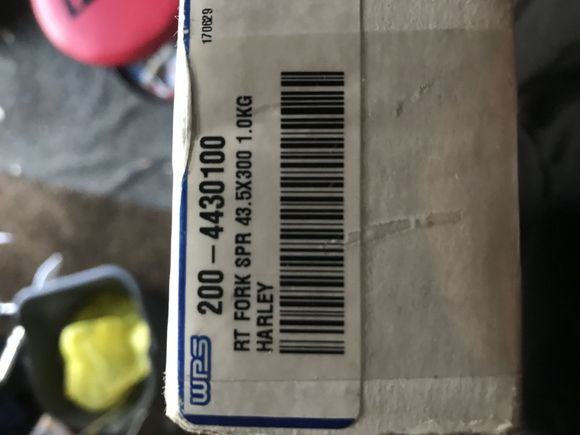 170629
WPS 200-4430100
RT FORK SPR 43.5X300 1.0KG
HARLEY